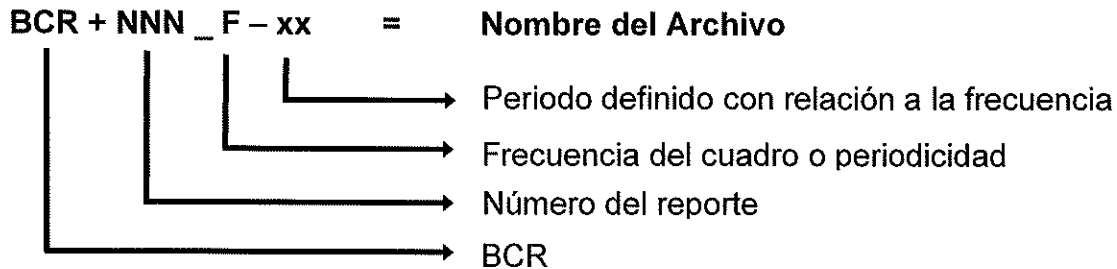 BCR + NNN _ F – xx = Nombre del Archivo
Periodo definido con relación a la frecuencia
Frecuencia del cuadro o periodicidad
Número del reporte
BCR